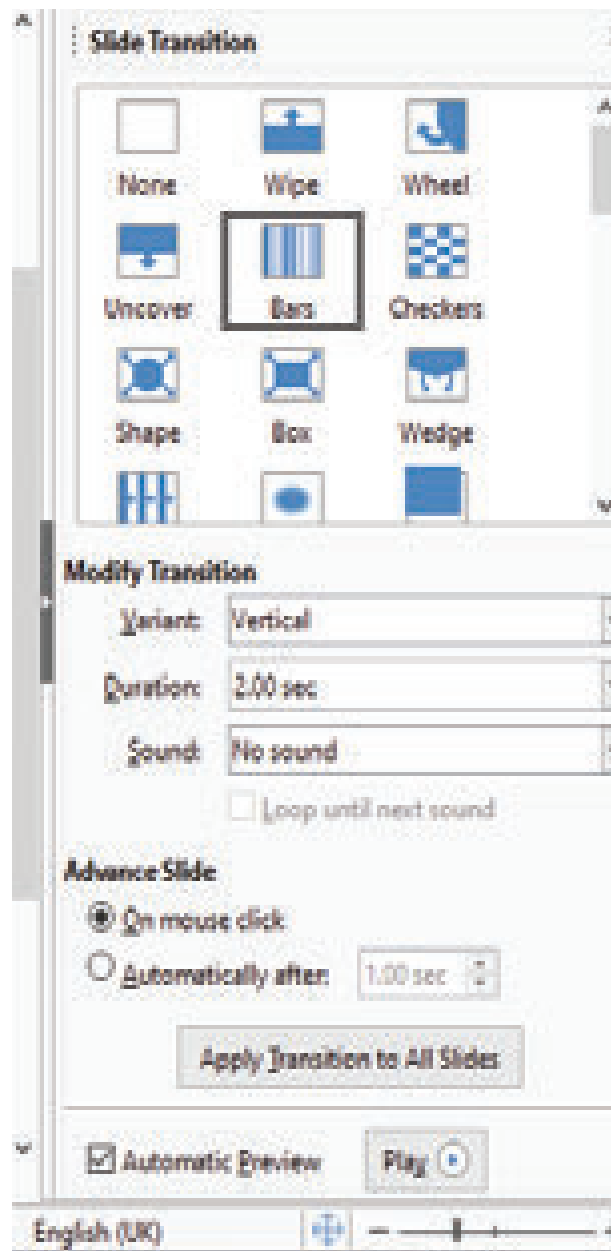 Slide Transition
None Wipe Wheel
Uncover Bars Checkers
Shape Box Wedge
Modify Transition
Variant: Vertical
Duration: 2.00 sec
Sound: No sound
Loop until next sound
Advance Slide
On mouse click
Automatically after: 1.00 sec
Apply Transition to All Slides
Automatic Preview Play
English (UK)